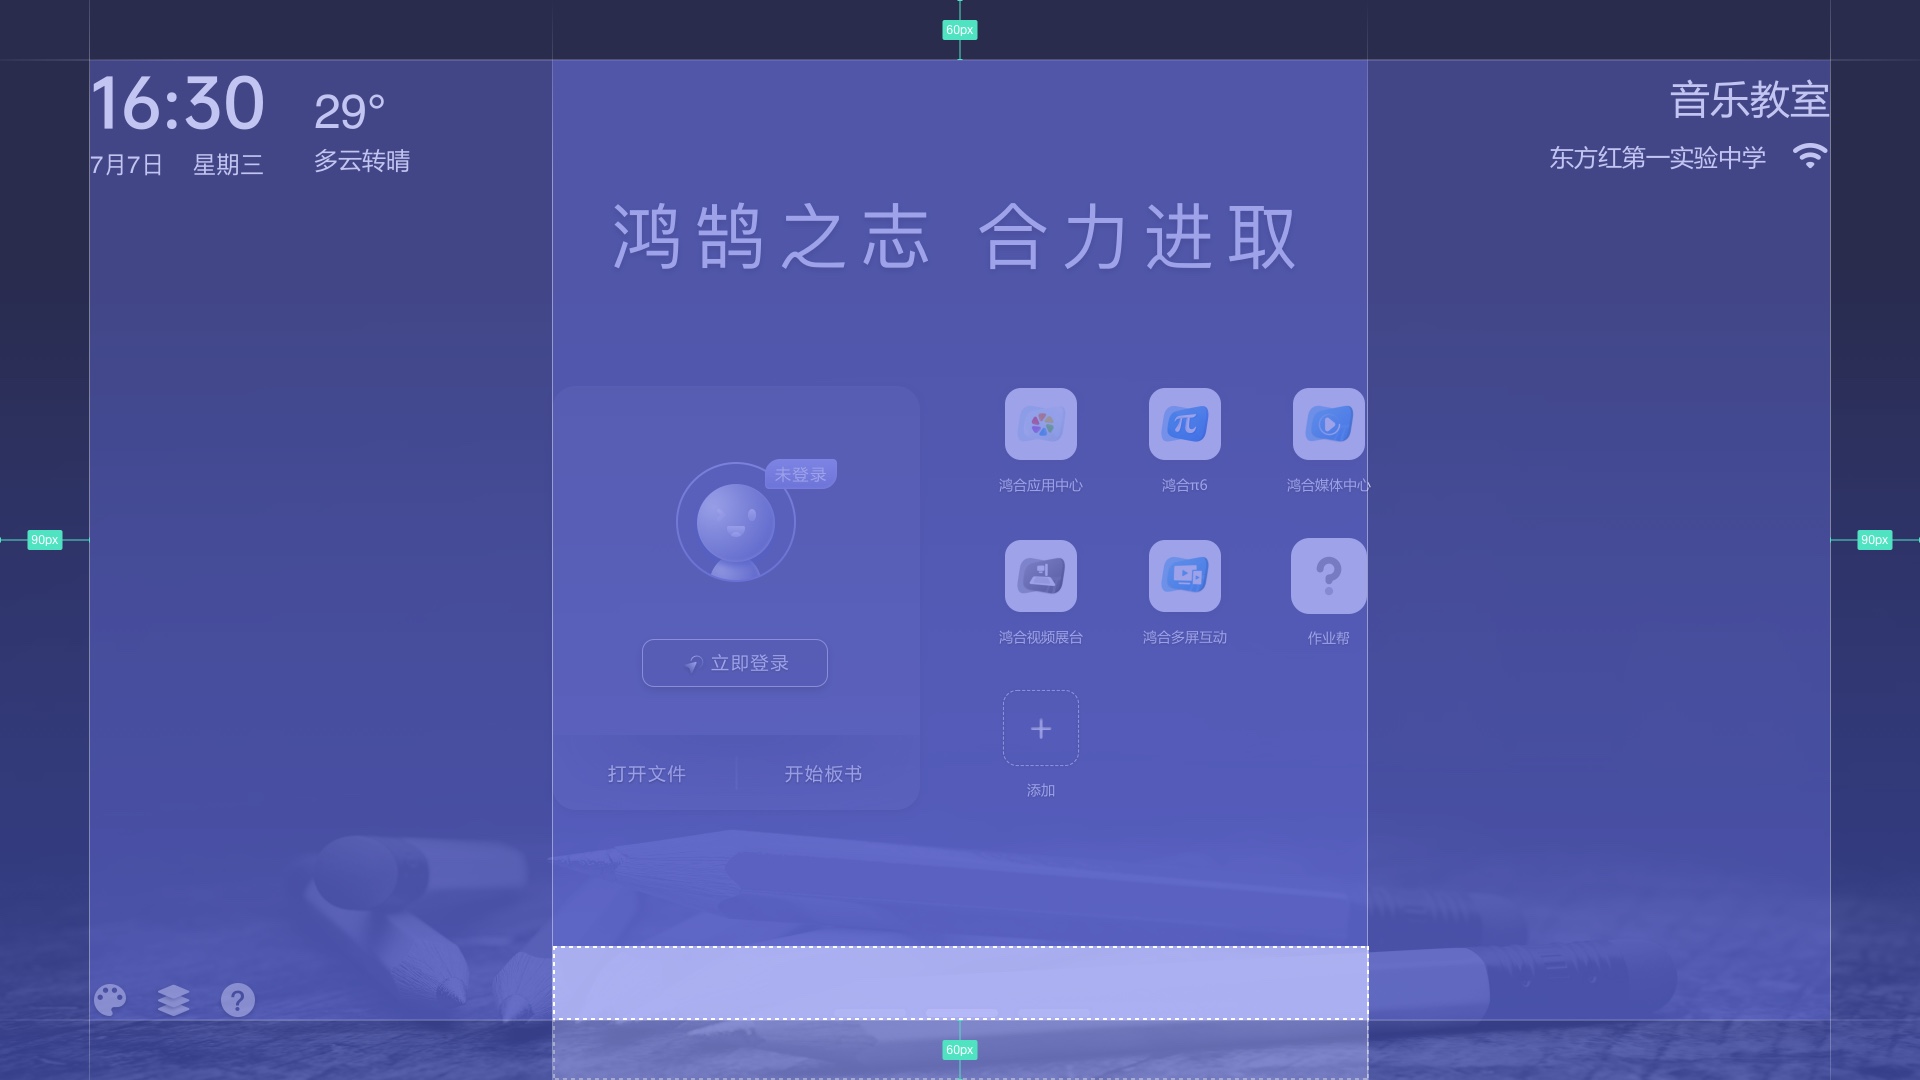 60px
16:30
29°
7月7日 星期三
多云转晴
音乐教室
东方红第一实验中学
鸿鹄之志 合力进取
未登录
立即登录
打开文件
开始板书
鸿合应用中心
鸿合π6
鸿合媒体中心
90px
90px
鸿合视频展台
鸿合多屏互动
作业帮
添加
60px